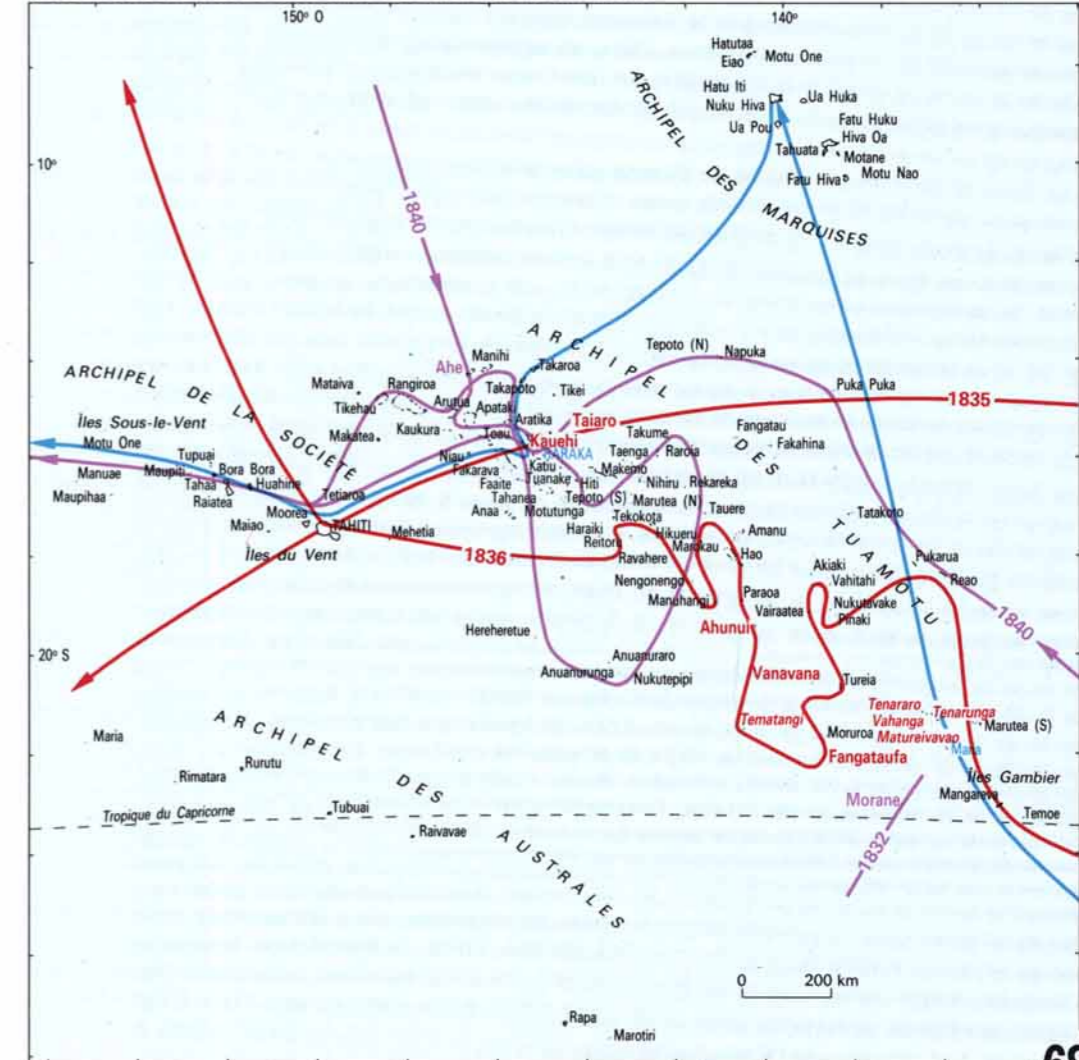 150° O
140°
Hatutaa
Eiao
Motu One
Hatu Iti
Nuku Hiva
Ua Huka
Ua Pou
Fatu Huku
Hiva Oa
Tahuata
Motane
Motu Nao
Fatu Hiva
ARCHIPEL DES MARQUISES
10°
1840
ARCHIPEL DES TUAMOTU
Tepoto (N)
Napuka
Ahe
Manihi
Takaroa
Takapoto
Tikei
Puka Puka
1835
ARCHIPEL DE LA SOCIÉTÉ
Mataiva
Rangiroa
Tikehau
Arutua
Apataki
Aratika
Taiaro
Makatea
Kaukura
Toau
Kauehi
Takume
Fangatau
Fakahina
Îles Sous-le-Vent
Motu One
Tupuai
Niau
Fakarava
Katiu
Taenga
Raroia
Makemo
Manuae
Maupiti
Bora Bora
Tahaa
Huahine
Raiatea
Maupihaa
Faaite
Tuanake
Hiti
Nihiru
Rekareka
Tetiaroa
Tahanea
Tepoto (S)
Marutea (N)
Moorea
Anaa
Motutunga
Tekokota
Tauere
Tatakoto
Maiao
TAHITI
Mehetia
Haraiki
Reitoru
Hikueru
Marokau
Amanu
Hao
Îles du Vent
1836
Ravahere
Akiaki
Vahitahi
Pukarua
Reao
Nengonengo
Manuhangi
Paraoa
Vairaatea
Nukutavake
Pinaki
Ahunui
1840
Hereheretue
20° S
Anuanuraro
Anuanurunga
Nukutepipi
Vanavana
Tureia
Tematangi
Tenararo
Vahanga
Tenarunga
Matureivavao
Marutea (S)
Moruroa
Fangataufa
Îles Gambier
Mangareva
Temoe
Morane
1832
ARCHIPEL DES AUSTRALES
Maria
Rurutu
Rimatara
Tropique du Capricorne
Tubuai
Raivavae
0 200 km
Rapa
Marotiri